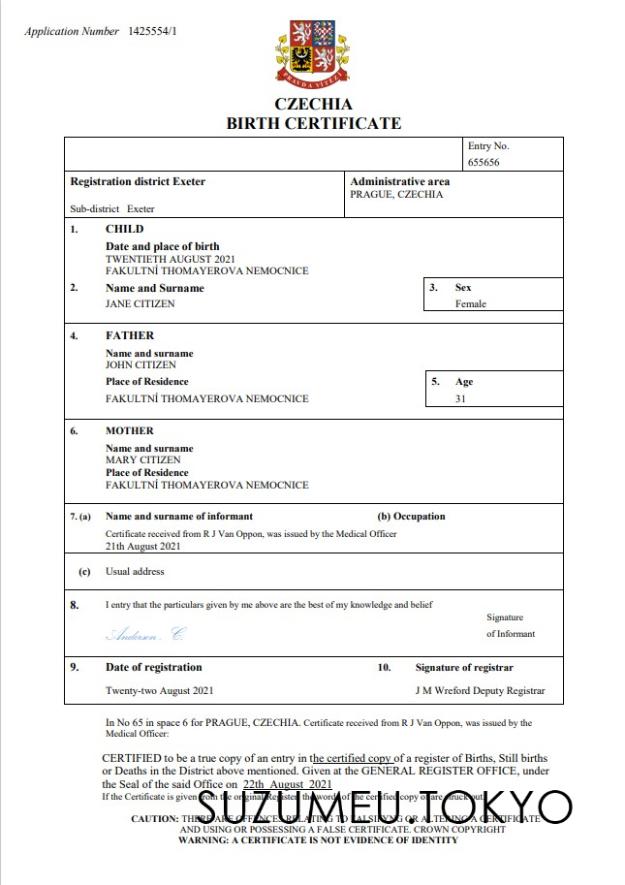 Application Number 1425554/1
PRAVDA VÍTĚZÍ
CZECHIA
BIRTH CERTIFICATE
Entry No.
655656
Registration district Exeter
Administrative area
PRAGUE, CZECHIA
Sub-district Exeter
1. CHILD
Date and place of birth
TWENTIETH AUGUST 2021
FAKULTNÍ THOMAYEROVA NEMOCNICE
2. Name and Surname
3. Sex
JANE CITIZEN
Female
4. FATHER
Name and surname
JOHN CITIZEN
Place of Residence
5. Age
FAKULTNÍ THOMAYEROVA NEMOCNICE
31
6. MOTHER
Name and surname
MARY CITIZEN
Place of Residence
FAKULTNÍ THOMAYEROVA NEMOCNICE
7. (a) Name and surname of informant (b) Occupation
Certificate received from R J Van Oppon, was issued by the Medical Officer
21th August 2021
(c) Usual address
8. I entry that the particulars given by me above are the best of my knowledge and belief
Signature
of Informant
Anderson . C.
9. Date of registration 10. Signature of registrar
Twenty-two August 2021 J M Wreford Deputy Registrar
In No 65 in space 6 for PRAGUE, CZECHIA. Certificate received from R J Van Oppon, was issued by the
Medical Officer:
CERTIFIED to be a true copy of an entry in the certified copy of a register of Births, Still births
or Deaths in the District above mentioned. Given at the GENERAL REGISTER OFFICE, under
the Seal of the said Office on 22th August 2021
If the Certificate is given from the original Register the words of the certified copy of are struck out.
SUZUMEU.TOKYO
CAUTION: THERE ARE OFFENCES RELATING TO FALSIFYNG OR ALTERING A CERTIFICATE
AND USING OR POSSESSING A FALSE CERTIFICATE. CROWN COPYRIGHT
WARNING: A CERTIFICATE IS NOT EVIDENCE OF IDENTITY